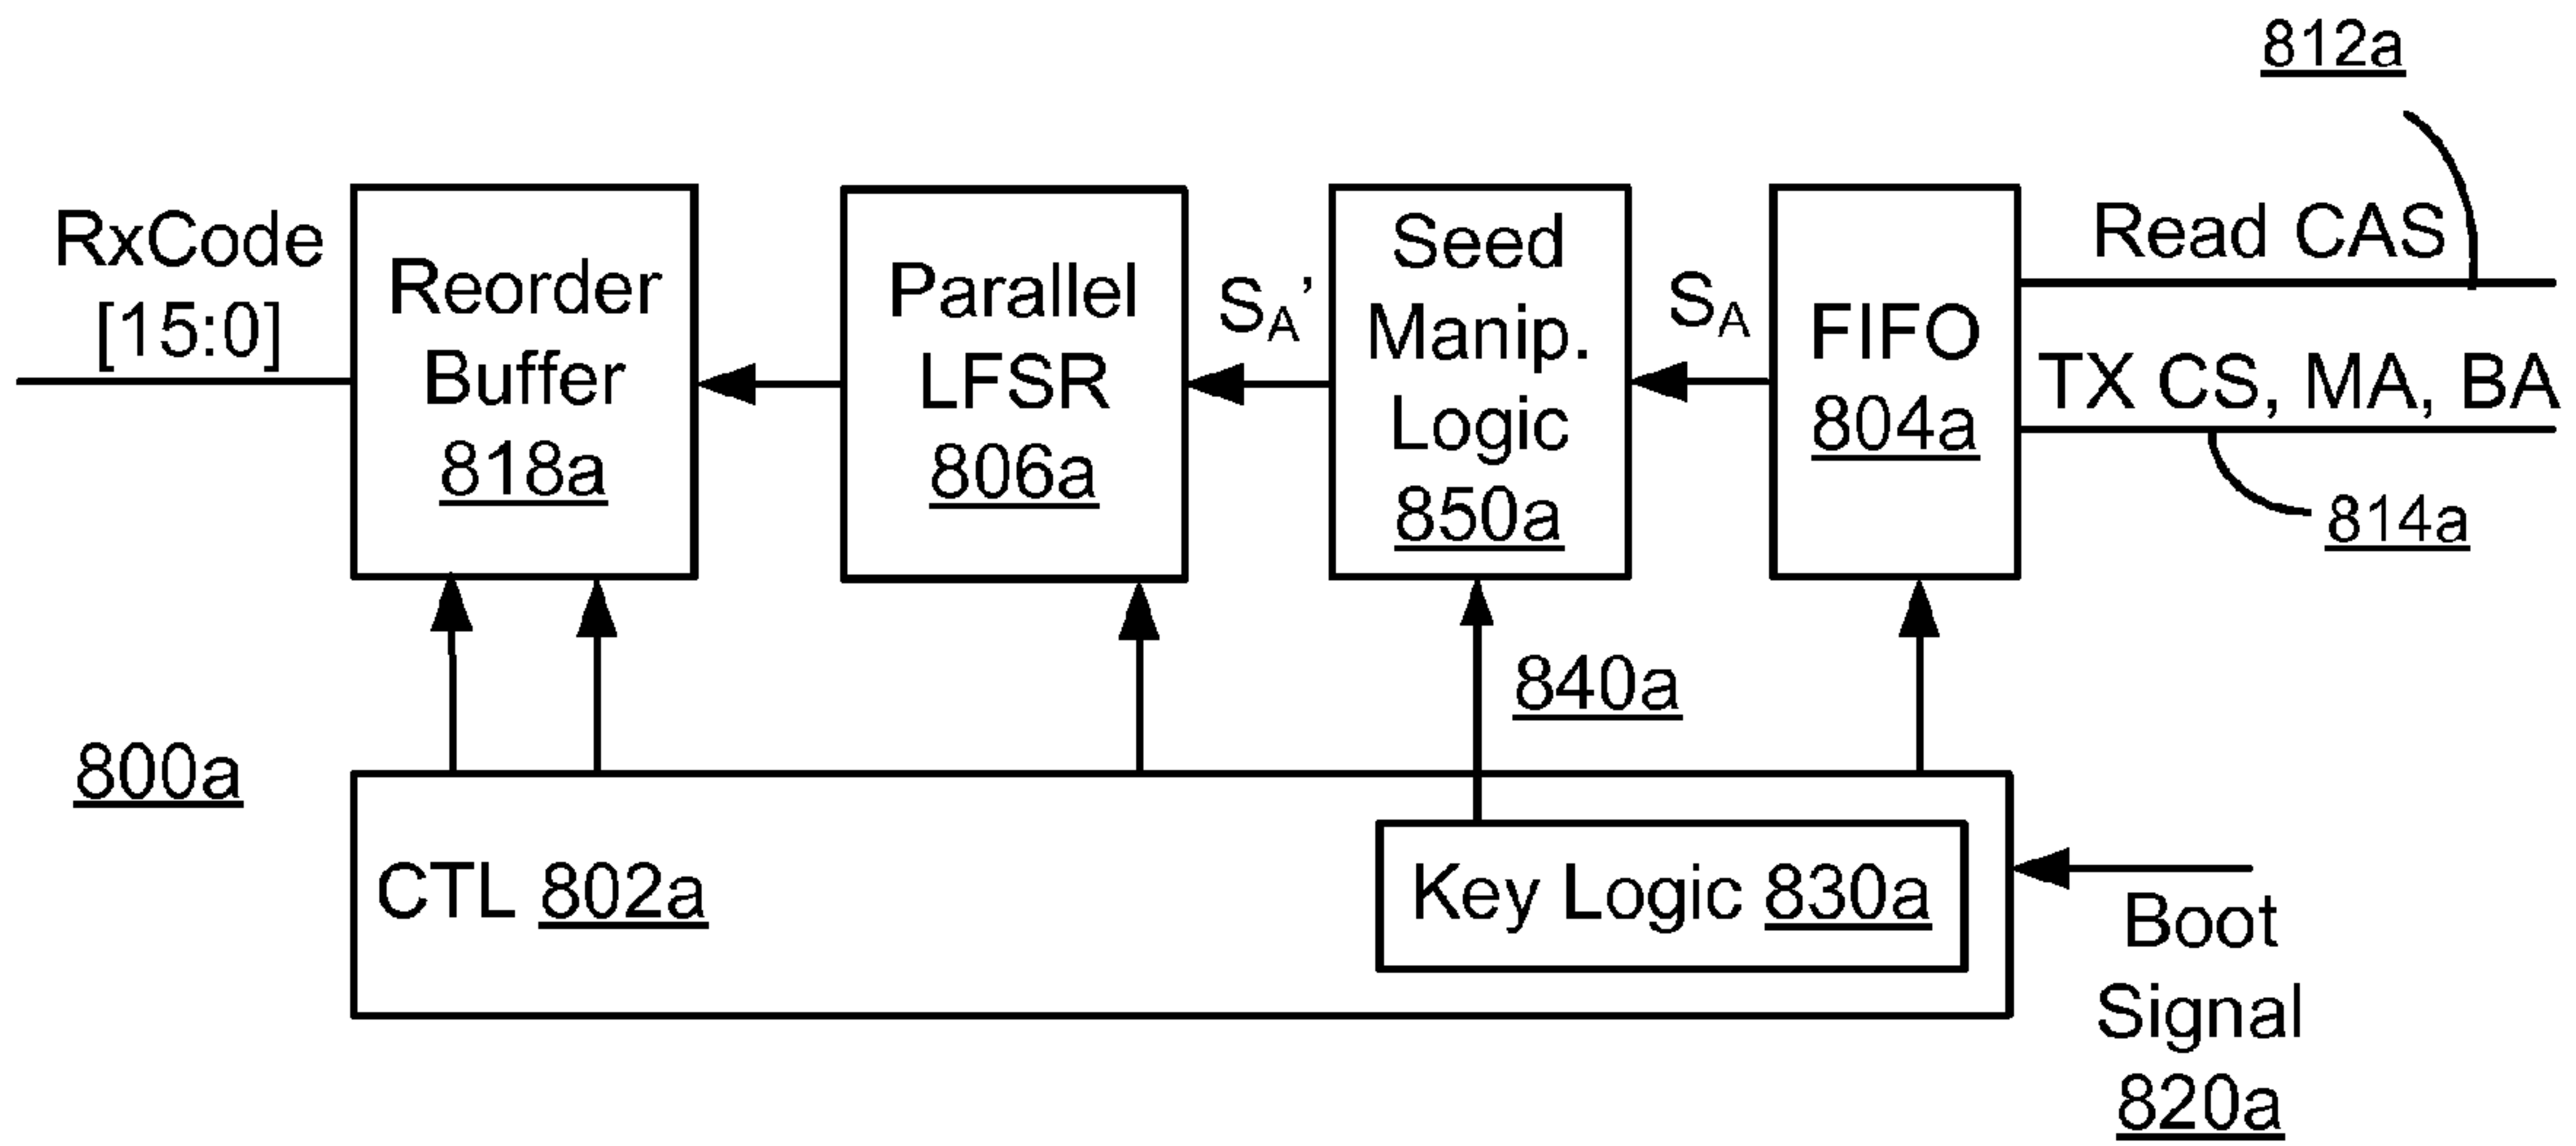 812a
RxCode
[15:0]
Reorder
Buffer
818a
Parallel
LFSR
806a
SA’
Seed
Manip.
Logic
850a
SA
FIFO
804a
Read CAS
TX CS, MA, BA
814a
840a
800a
CTL 802a
Key Logic 830a
Boot
Signal
820a